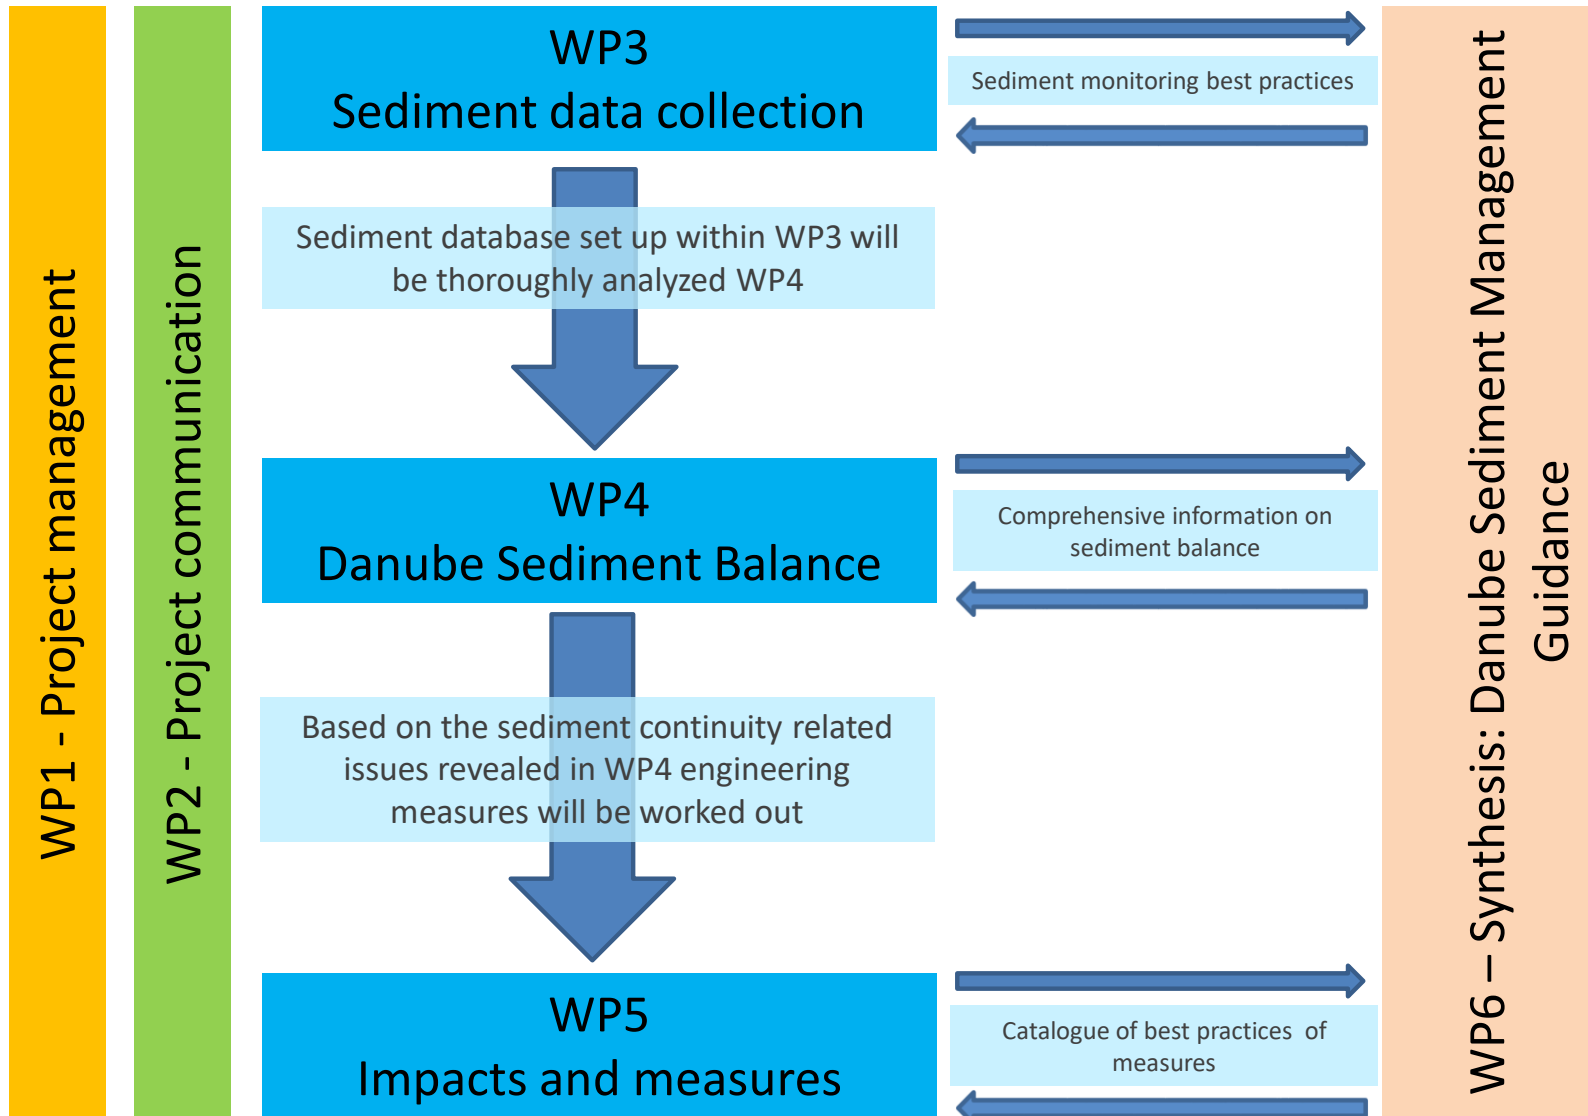 WP1 - Project management
WP2 - Project communication
WP3
Sediment data collection
Sediment monitoring best practices
Sediment database set up within WP3 will
be thoroughly analyzed WP4
WP4
Danube Sediment Balance
Comprehensive information on
sediment balance
Based on the sediment continuity related
issues revealed in WP4 engineering
measures will be worked out
WP5
Impacts and measures
Catalogue of best practices of
measures
WP6 – Synthesis: Danube Sediment Management
Guidance